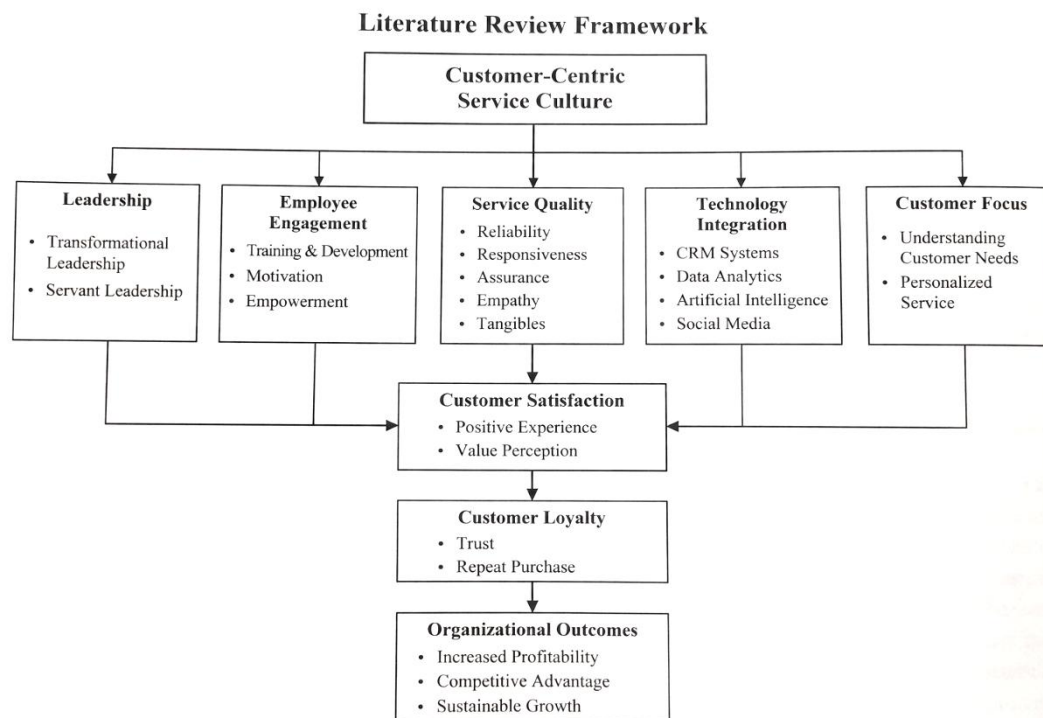 Literature Review Framework
Customer-Centric
Service Culture
Leadership
• Transformational
Leadership
• Servant Leadership
Employee
Engagement
• Training & Development
• Motivation
• Empowerment
Service Quality
• Reliability
• Responsiveness
• Assurance
• Empathy
• Tangibles
Technology
Integration
• CRM Systems
• Data Analytics
• Artificial Intelligence
• Social Media
Customer Focus
• Understanding
Customer Needs
• Personalized
Service
Customer Satisfaction
• Positive Experience
• Value Perception
Customer Loyalty
• Trust
• Repeat Purchase
Organizational Outcomes
• Increased Profitability
• Competitive Advantage
• Sustainable Growth